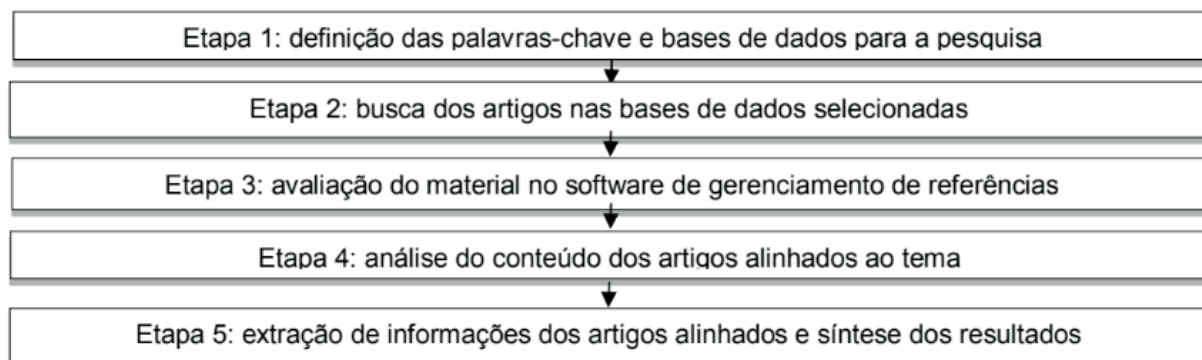 Etapa 1: definição das palavras-chave e bases de dados para a pesquisa
Etapa 2: busca dos artigos nas bases de dados selecionadas
Etapa 3: avaliação do material no software de gerenciamento de referências
Etapa 4: análise do conteúdo dos artigos alinhados ao tema
Etapa 5: extração de informações dos artigos alinhados e síntese dos resultados